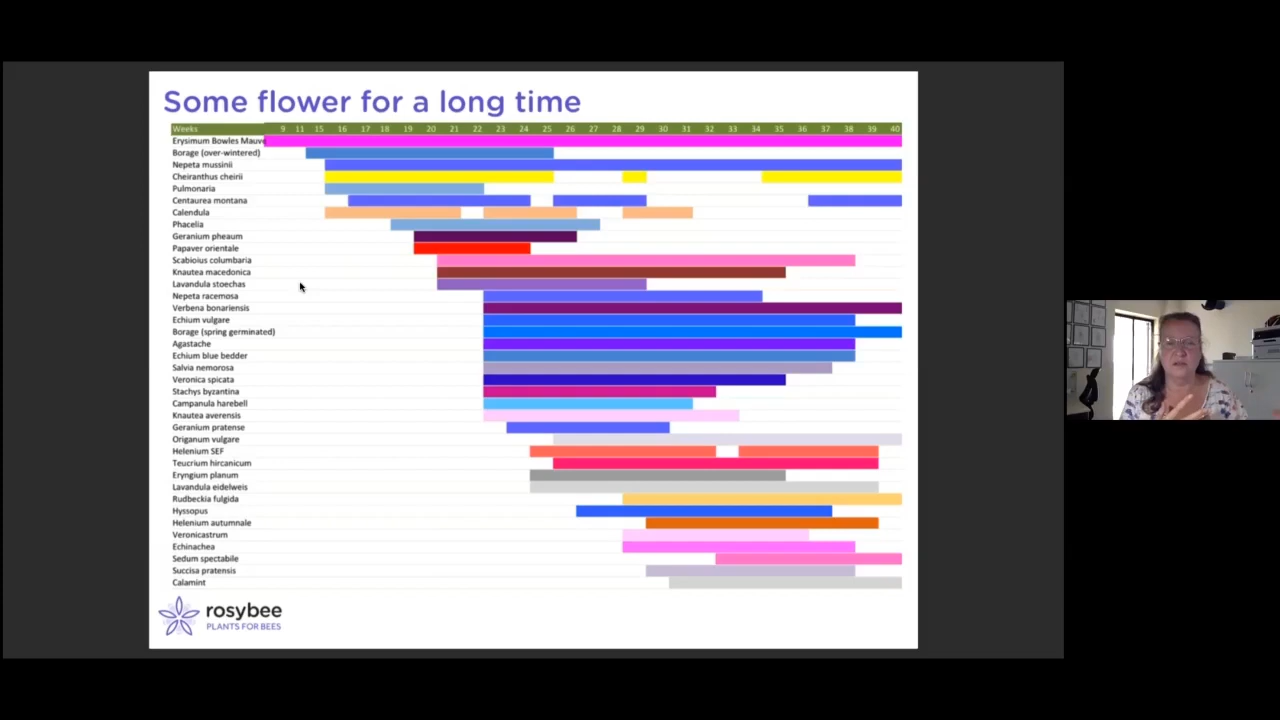 Some flower for a long time
Weeks 9 11 15 16 17 18 19 20 21 22 23 24 25 26 27 28 29 30 31 32 33 34 35 36 37 38 39 40
Erysimum Bowles Mauve
Borage (over-wintered)
Nepeta mussinii
Cheiranthus cheirii
Pulmonaria
Centaurea montana
Calendula
Phacelia
Geranium pheaum
Papaver orientale
Scabioius columbaria
Knautea macedonica
Lavandula stoechas
Nepeta racemosa
Verbena bonariensis
Echium vulgare
Borage (spring germinated)
Agastache
Echium blue bedder
Salvia nemorosa
Veronica spicata
Stachys byzantina
Campanula harebell
Knautea averensis
Geranium pratense
Origanum vulgare
Helenium SEF
Teucrium hircanicum
Eryngium planum
Lavandula eidelweis
Rudbeckia fulgida
Hyssopus
Helenium autumnale
Veronicastrum
Echinachea
Sedum spectabile
Succisa pratensis
Calamint
rosybee
PLANTS FOR BEES